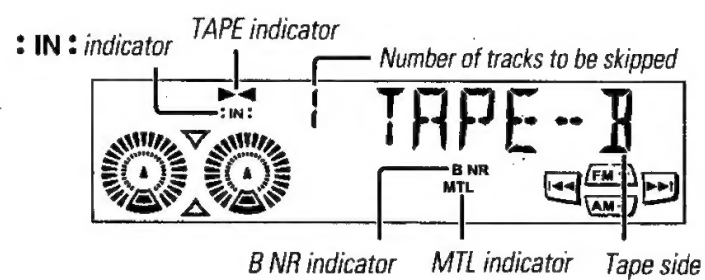 : IN : indicator
TAPE indicator
Number of tracks to be skipped
: IN :
1 TAPE-- A
B NR
MTL
FM
AM
B NR indicator MTL indicator Tape side